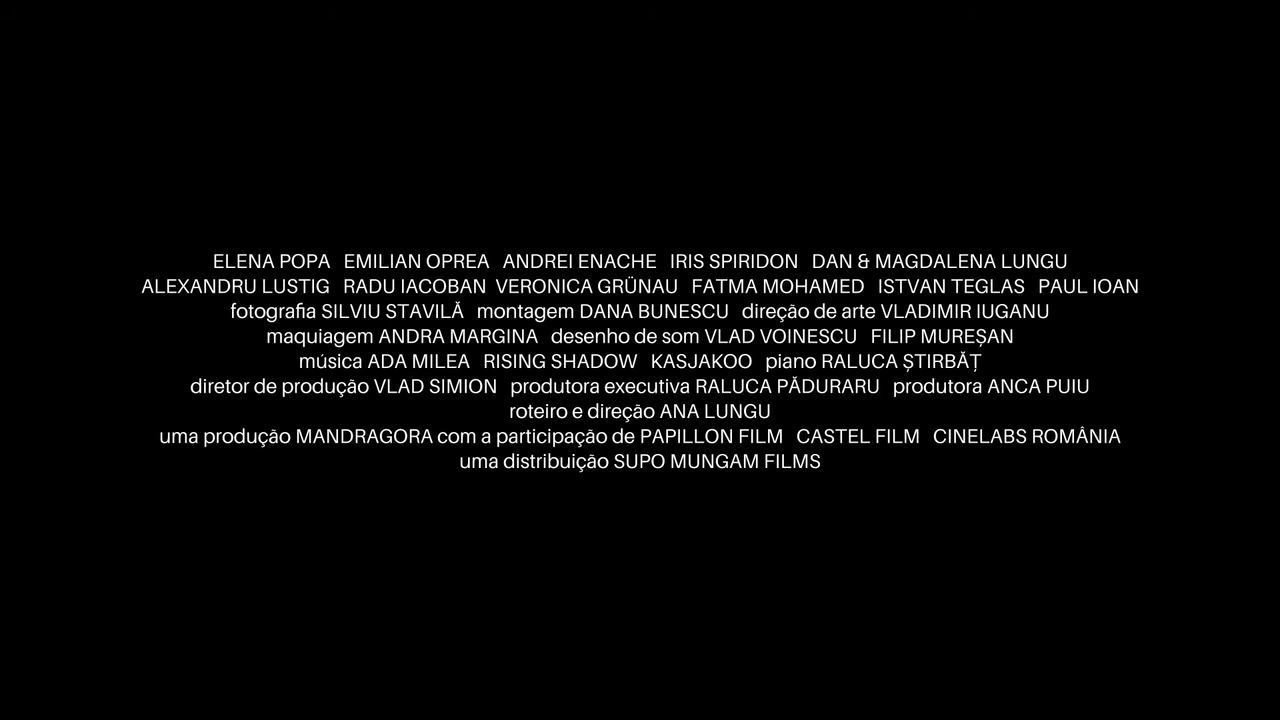 ELENA POPA EMILIAN OPREA ANDREI ENACHE IRIS SPIRIDON DAN & MAGDALENA LUNGU
ALEXANDRU LUSTIG RADU IACOBAN VERONICA GRÜNAU FATMA MOHAMED ISTVAN TEGLAS PAUL IOAN
fotografia SILVIU STAVILĂ montagem DANA BUNESCU direção de arte VLADIMIR IUGANU
maquiagem ANDRA MARGINA desenho de som VLAD VOINESCU FILIP MUREȘAN
música ADA MILEA RISING SHADOW KASJAKOO piano RALUCA ȘTIRBĂȚ
diretor de produção VLAD SIMION produtora executiva RALUCA PĂDURARU produtora ANCA PUIU
roteiro e direção ANA LUNGU
uma produção MANDRAGORA com a participação de PAPILLON FILM CASTEL FILM CINELABS ROMÂNIA
uma distribuição SUPO MUNGAM FILMS